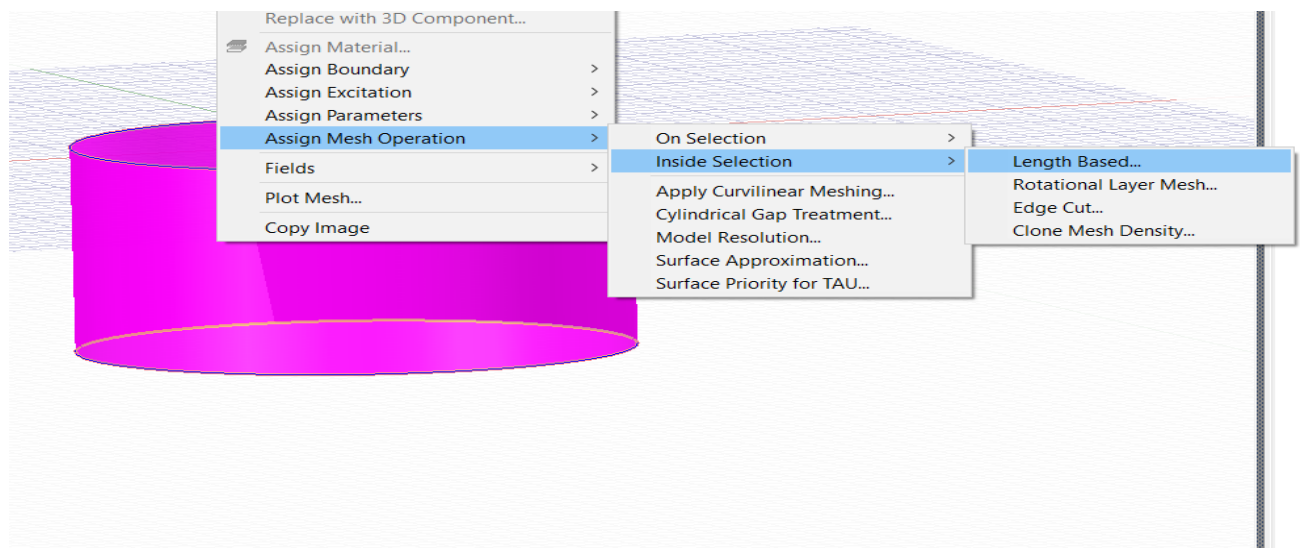 Replace with 3D Component...
Assign Material...
Assign Boundary
Assign Excitation
Assign Parameters
Assign Mesh Operation
Fields
Plot Mesh...
Copy Image
On Selection
Inside Selection
Apply Curvilinear Meshing...
Cylindrical Gap Treatment...
Model Resolution...
Surface Approximation...
Surface Priority for TAU...
Length Based...
Rotational Layer Mesh...
Edge Cut...
Clone Mesh Density...